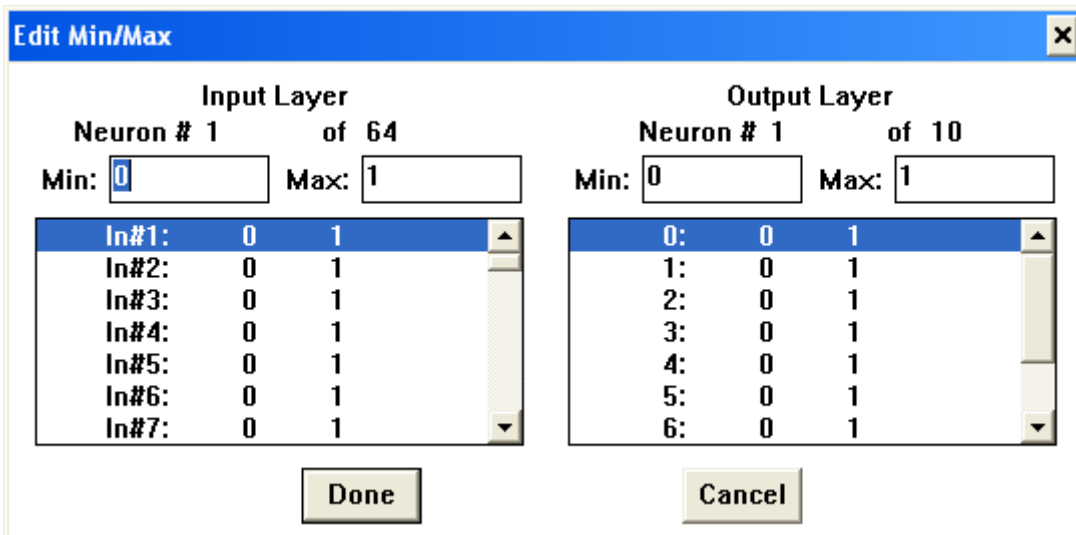 Edit Min/Max
Input Layer
Neuron # 1 of 64
Min: 0 Max: 1
In#1: 0 1
In#2: 0 1
In#3: 0 1
In#4: 0 1
In#5: 0 1
In#6: 0 1
In#7: 0 1
Output Layer
Neuron # 1 of 10
Min: 0 Max: 1
0: 0 1
1: 0 1
2: 0 1
3: 0 1
4: 0 1
5: 0 1
6: 0 1
Done
Cancel